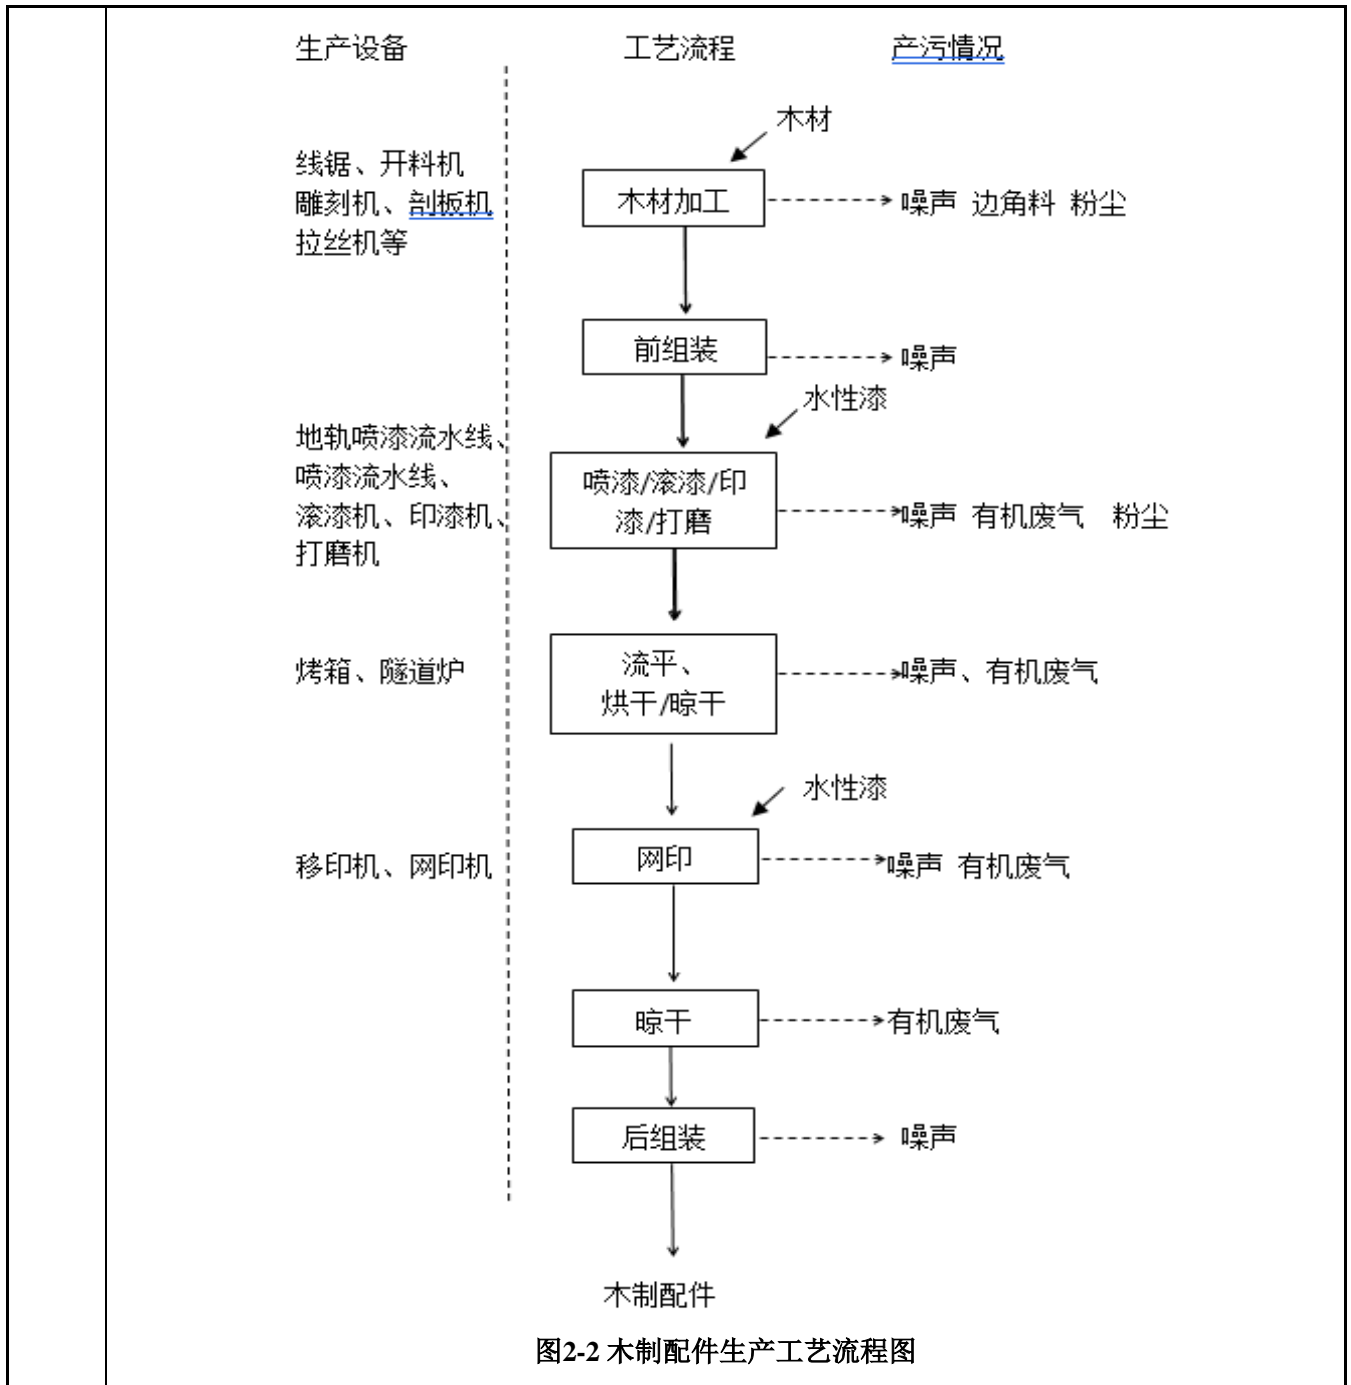 生产设备 工艺流程 产污情况
木材
线锯、开料机
雕刻机、剖板机
拉丝机等
木材加工
噪声 边角料 粉尘
前组装
噪声
水性漆
地轨喷漆流水线、
喷漆流水线、
滚漆机、印漆机、
打磨机
喷漆/滚漆/印
漆/打磨
噪声 有机废气 粉尘
烤箱、隧道炉
流平、
烘干/晾干
噪声、有机废气
水性漆
移印机、网印机
网印
噪声 有机废气
晾干
有机废气
后组装
噪声
木制配件
图2-2 木制配件生产工艺流程图